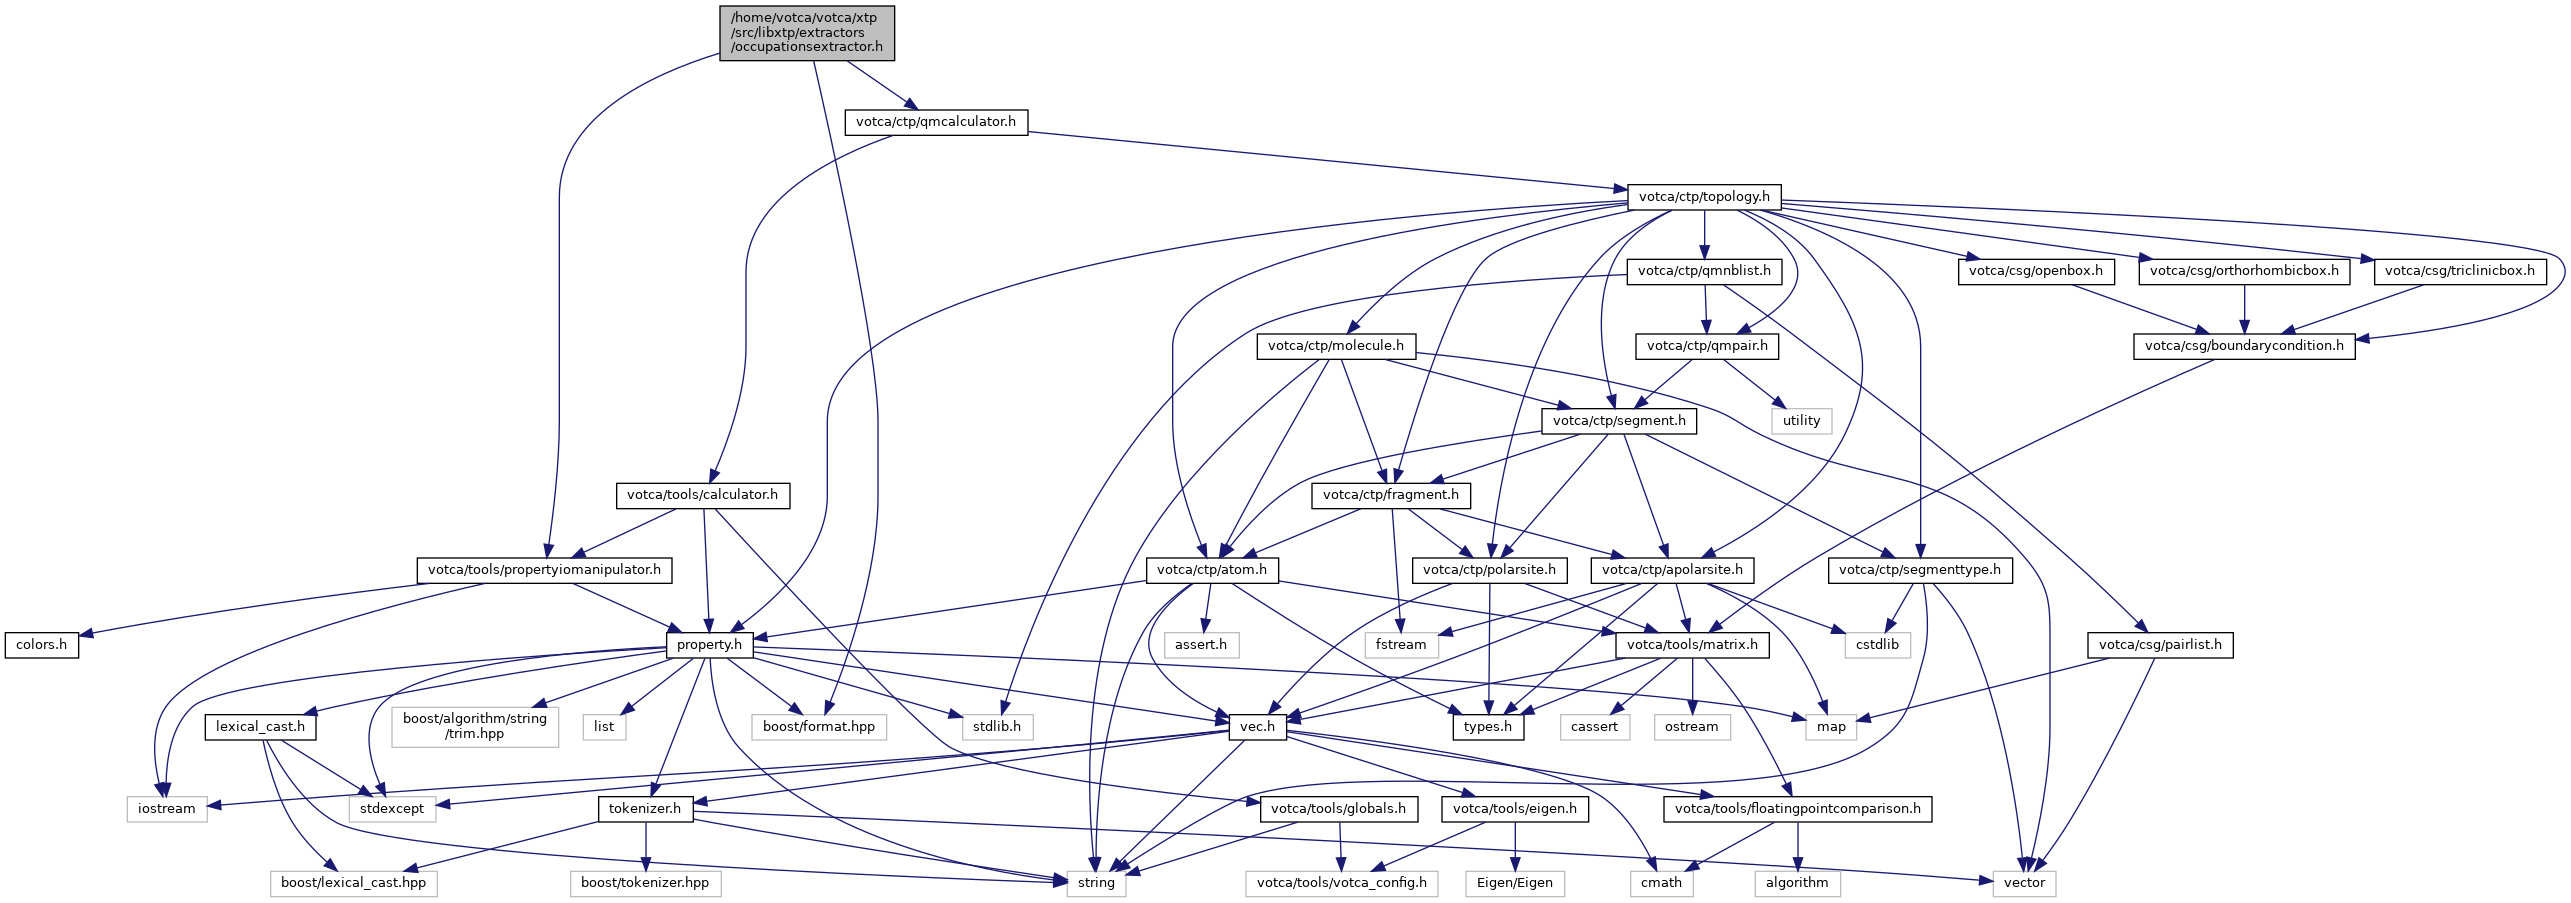 /home/votca/votca/xtp
/src/libxtp/extractors
/occupationsextractor.h
votca/ctp/qmcalculator.h
votca/ctp/topology.h
votca/ctp/qmnblist.h
votca/csg/openbox.h
votca/csg/orthorhombicbox.h
votca/csg/triclinicbox.h
votca/ctp/molecule.h
votca/ctp/qmpair.h
votca/csg/boundarycondition.h
votca/ctp/segment.h
utility
votca/tools/calculator.h
votca/ctp/fragment.h
votca/tools/propertyiomanipulator.h
votca/ctp/atom.h
votca/ctp/polarsite.h
votca/ctp/apolarsite.h
votca/ctp/segmenttype.h
colors.h
property.h
assert.h
fstream
votca/tools/matrix.h
cstdlib
votca/csg/pairlist.h
lexical_cast.h
boost/algorithm/string
/trim.hpp
list
boost/format.hpp
stdlib.h
vec.h
types.h
cassert
ostream
map
iostream
stdexcept
tokenizer.h
votca/tools/globals.h
votca/tools/eigen.h
votca/tools/floatingpointcomparison.h
boost/lexical_cast.hpp
boost/tokenizer.hpp
string
votca/tools/votca_config.h
Eigen/Eigen
cmath
algorithm
vector